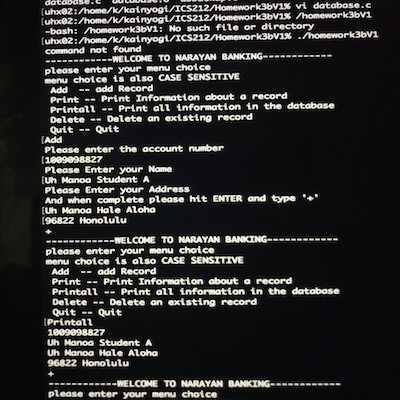 [uhx02:/home/k/kainyogi/ICS212/Homework3bV1% vi database.c
[uhx02:/home/k/kainyogi/ICS212/Homework3bV1% /homework3bV1
-bash: /homework3bV1: No such file or directory
[uhx02:/home/k/kainyogi/ICS212/Homework3bV1% ./homework3bV1
command not found
------------WELCOME TO NARAYAN BANKING-------------
please enter your menu choice
menu choice is also CASE SENSITIVE
Add -- add Record
Print -- Print Information about a record
Printall -- Print all information in the database
Delete -- Delete an existing record
Quit -- Quit
[Add
Please enter the account number
[1009098827
Please Enter your Name
[Uh Manoa Student A
Please Enter your Address
And when complete please hit ENTER and type '+'
[Uh Manoa Hale Aloha
[96822 Honolulu
+
------------WELCOME TO NARAYAN BANKING-------------
please enter your menu choice
menu choice is also CASE SENSITIVE
Add -- add Record
Print -- Print Information about a record
Printall -- Print all information in the database
Delete -- Delete an existing record
Quit -- Quit
[Printall
1009098827
Uh Manoa Student A
Uh Manoa Hale Aloha
96822 Honolulu
+
------------WELCOME TO NARAYAN BANKING-------------
please enter your menu choice